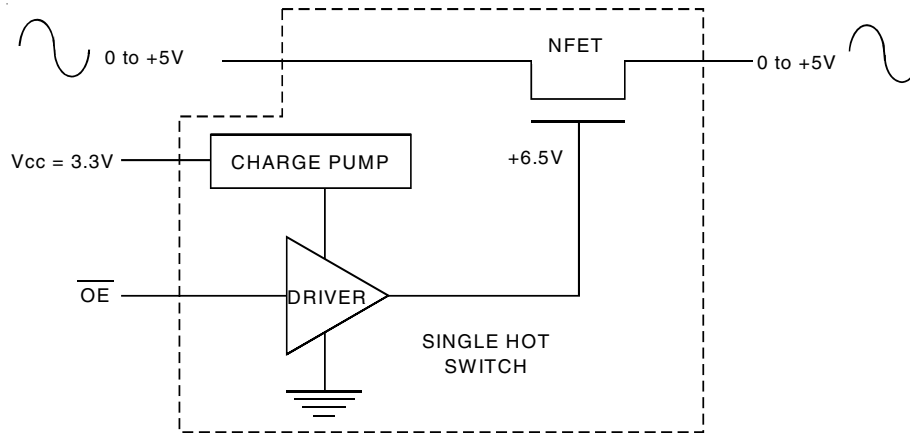 NFET
0 to +5V
0 to +5V
Vcc = 3.3V
CHARGE PUMP
+6.5V
OE
DRIVER
SINGLE HOT
SWITCH